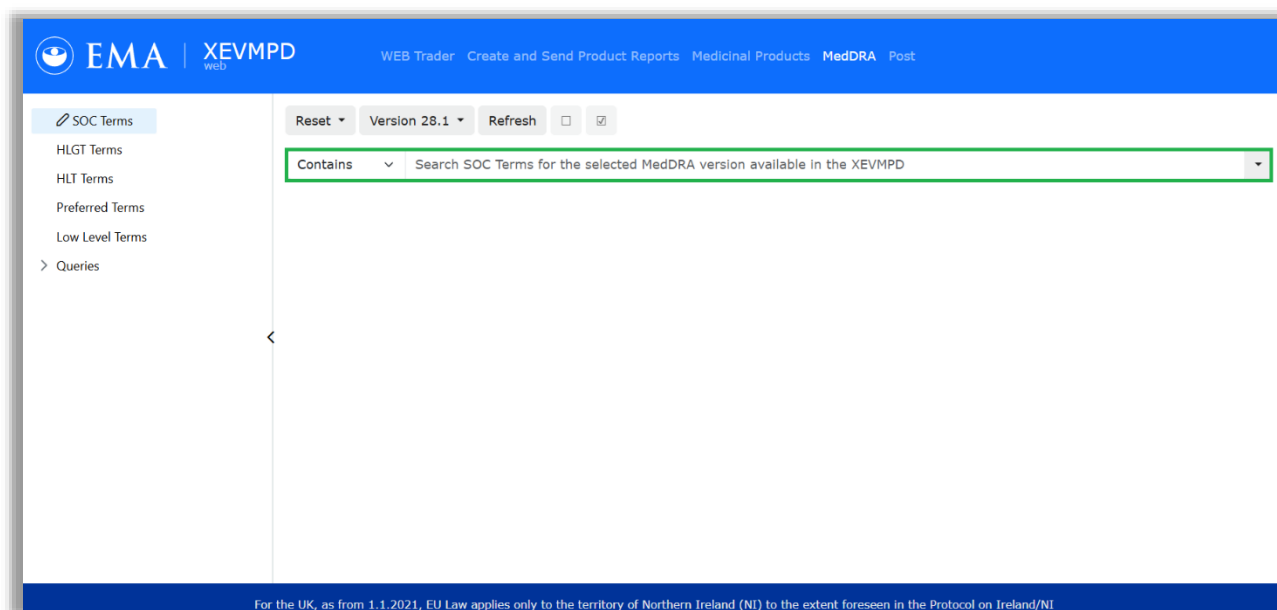 EMA XEVMPD
web
WEB Trader Create and Send Product Reports Medicinal Products MedDRA Post
SOC Terms
HLGT Terms
HLT Terms
Preferred Terms
Low Level Terms
Queries
Reset Version 28.1 Refresh
Contains Search SOC Terms for the selected MedDRA version available in the XEVMPD
For the UK, as from 1.1.2021, EU Law applies only to the territory of Northern Ireland (NI) to the extent foreseen in the Protocol on Ireland/NI